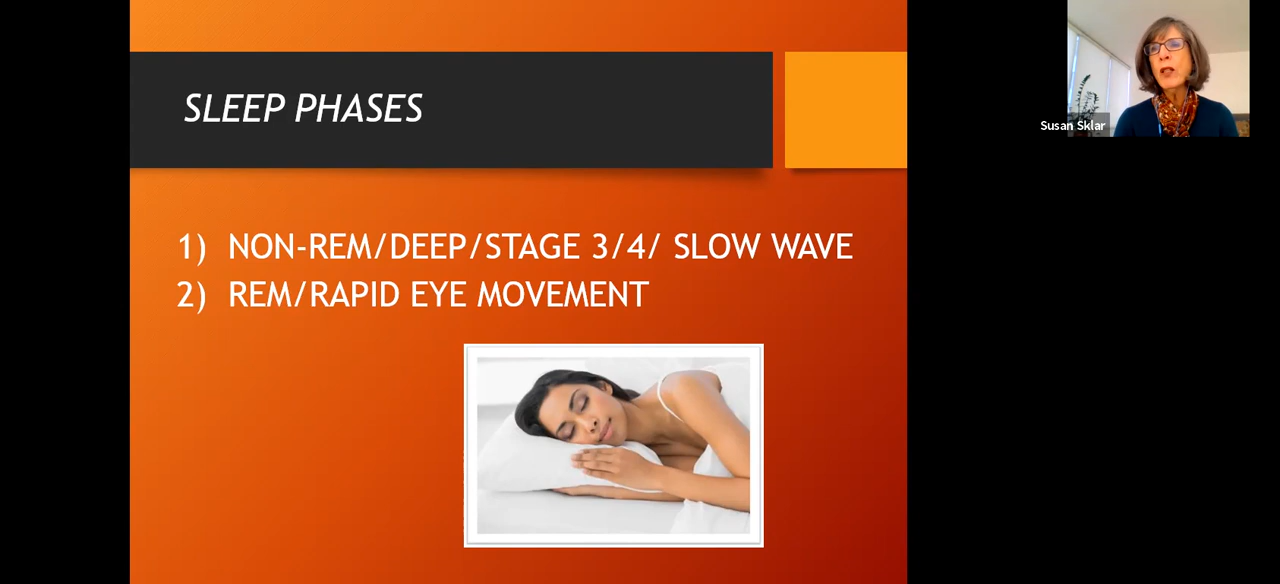 SLEEP PHASES
1) NON-REM/DEEP/STAGE 3/4/ SLOW WAVE
2) REM/RAPID EYE MOVEMENT
Susan Sklar